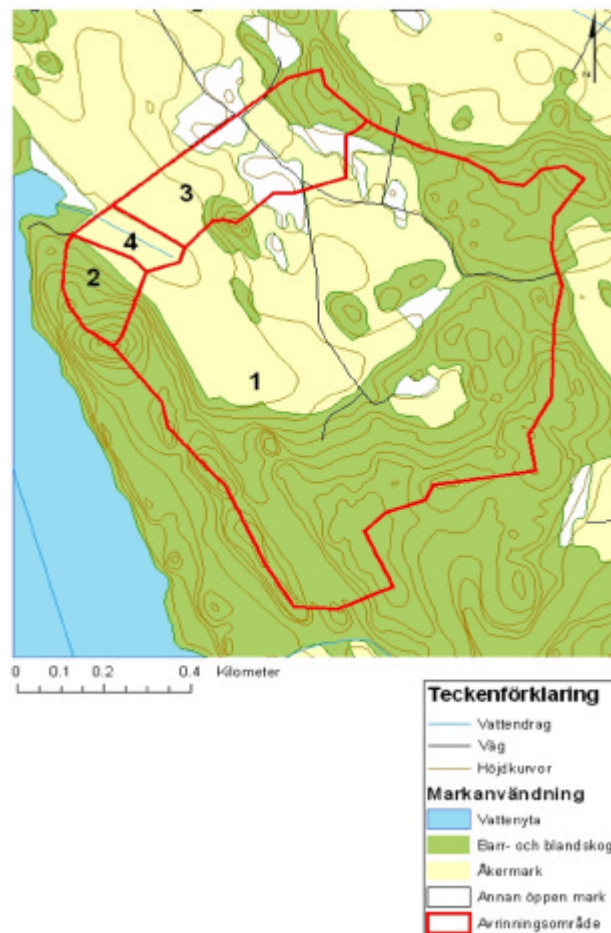 3
4
2
1
0 0.1 0.2 0.4 Kilometer
Teckenförklaring
Vattendrag
Väg
Höjdkurvor
Markanvändning
Vattenyta
Barr- och blandskog
Åkermark
Annan öppen mark
Avrinningsområde